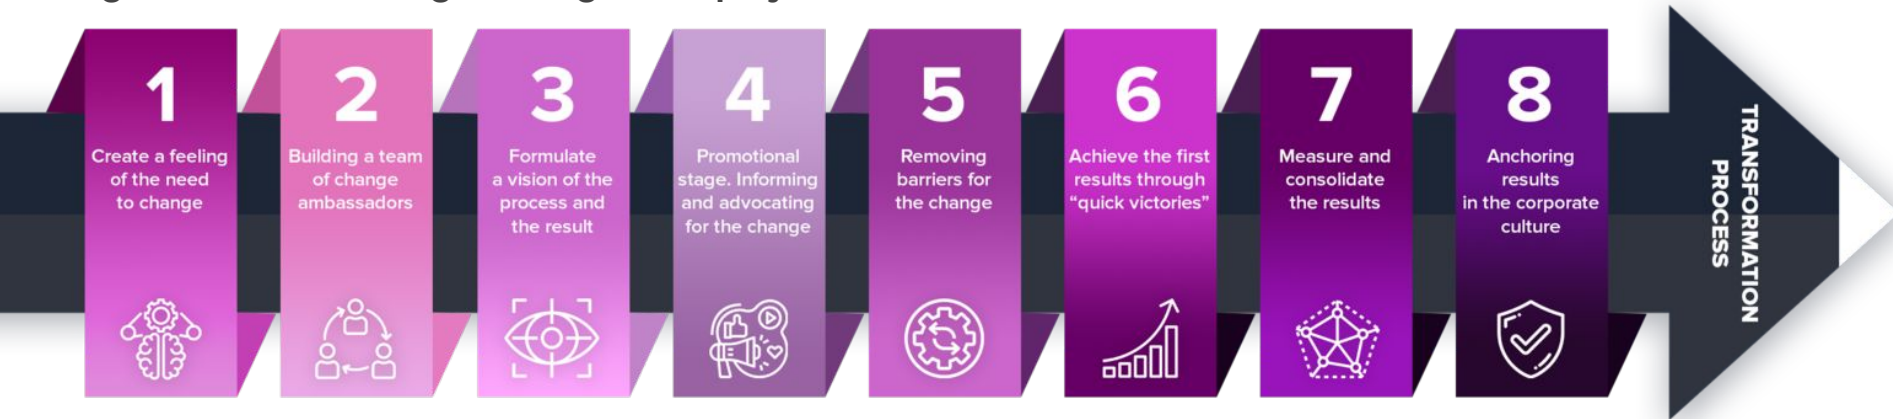 1
Create a feeling
of the need
to change
2
Building a team
of change
ambassadors
3
Formulate
a vision of the
process and
the result
4
Promotional
stage. Informing
and advocating
for the change
5
Removing
barriers for
the change
6
Achieve the first
results through
“quick victories”
7
Measure and
consolidate
the results
8
Anchoring
results
in the corporate
culture
TRANSFORMATION
PROCESS